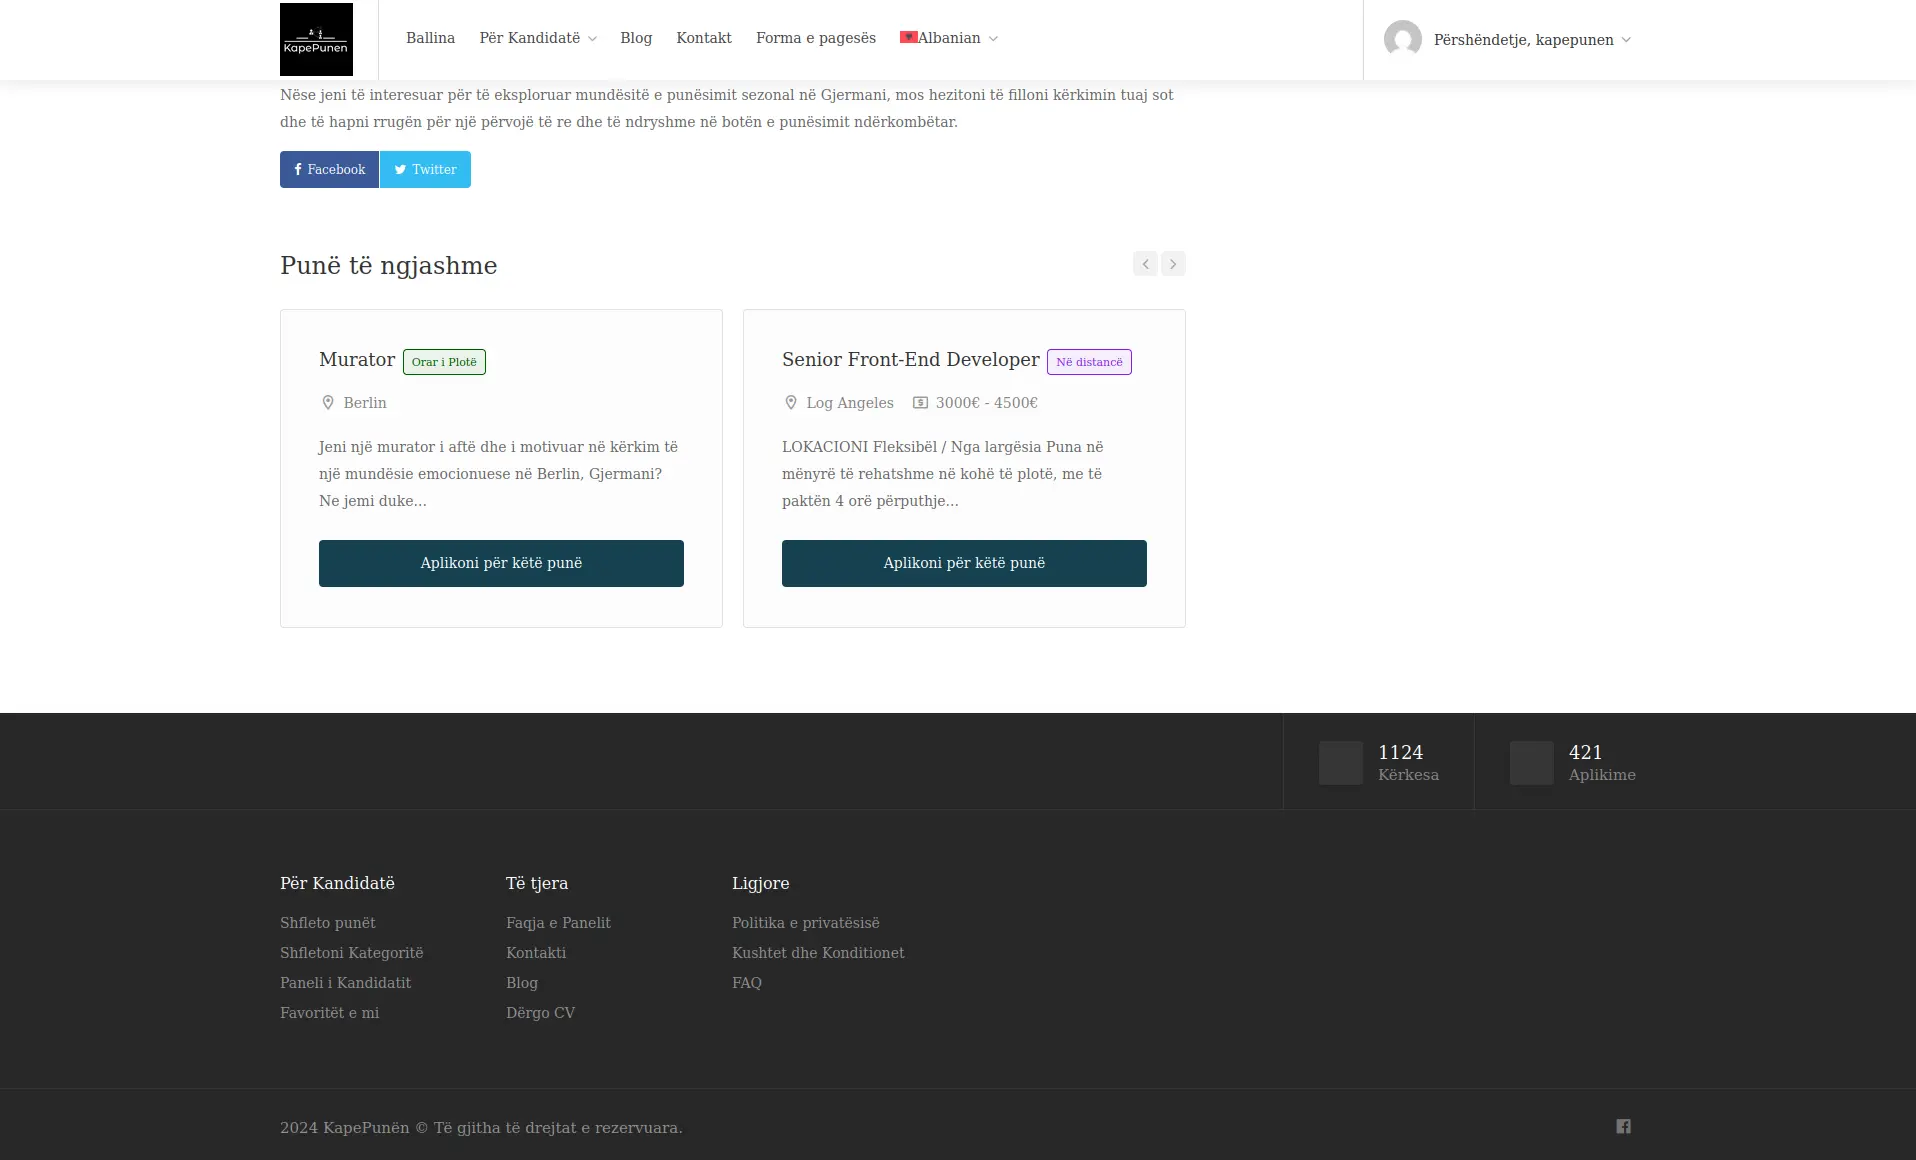 KapePunen
Ballina
Për Kandidatë
Blog
Kontakt
Forma e pagesës
Albanian
Përshëndetje, kapepunen
Nëse jeni të interesuar për të eksploruar mundësitë e punësimit sezonal në Gjermani, mos hezitoni të filloni kërkimin tuaj sot
dhe të hapni rrugën për një përvojë të re dhe të ndryshme në botën e punësimit ndërkombëtar.
Facebook
Twitter
Punë të ngjashme
Murator
Orar i Plotë
Berlin
Jeni një murator i aftë dhe i motivuar në kërkim të
një mundësie emocionuese në Berlin, Gjermani?
Ne jemi duke...
Aplikoni për këtë punë
Senior Front-End Developer
Në distancë
Log Angeles
3000€ - 4500€
LOKACIONI Fleksibël / Nga largësia Puna në
mënyrë të rehatshme në kohë të plotë, me të
paktën 4 orë përputhje...
Aplikoni për këtë punë
1124
Kërkesa
421
Aplikime
Për Kandidatë
Shfleto punët
Shfletoni Kategoritë
Paneli i Kandidatit
Favoritët e mi
Të tjera
Faqja e Panelit
Kontakti
Blog
Dërgo CV
Ligjore
Politika e privatësisë
Kushtet dhe Konditionet
FAQ
2024 KapePunën © Të gjitha të drejtat e rezervuara.